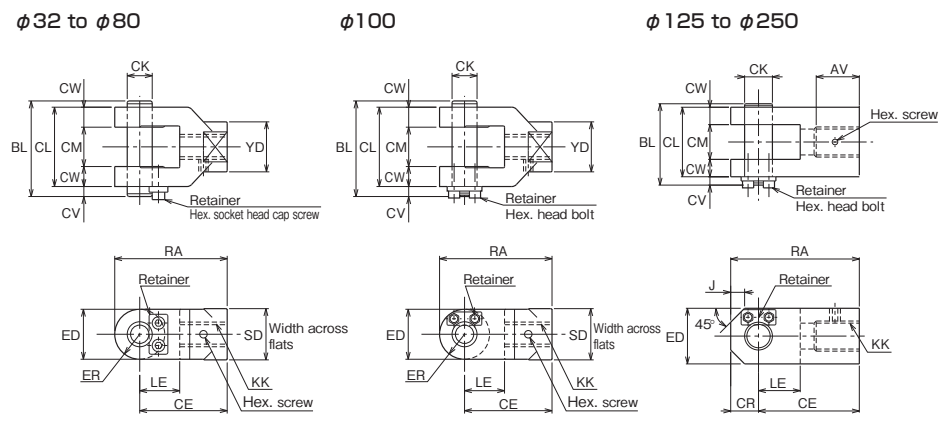 φ32 to φ80
φ100
φ125 to φ250
CK
CW
BL
CL
CM
CW
CV
YD
Retainer
Hex. socket head cap screw
CK
CW
BL
CL
CM
CW
CV
YD
Retainer
Hex. head bolt
CK
AV
CW
BL
CL
CM
CW
CV
Hex. screw
Retainer
Hex. head bolt
RA
Retainer
ED
SD
Width across
flats
ER
LE
KK
CE
Hex. screw
RA
Retainer
ED
SD
Width across
flats
ER
LE
KK
CE
Hex. screw
RA
J
Retainer
45°
ED
KK
LE
CR
CE